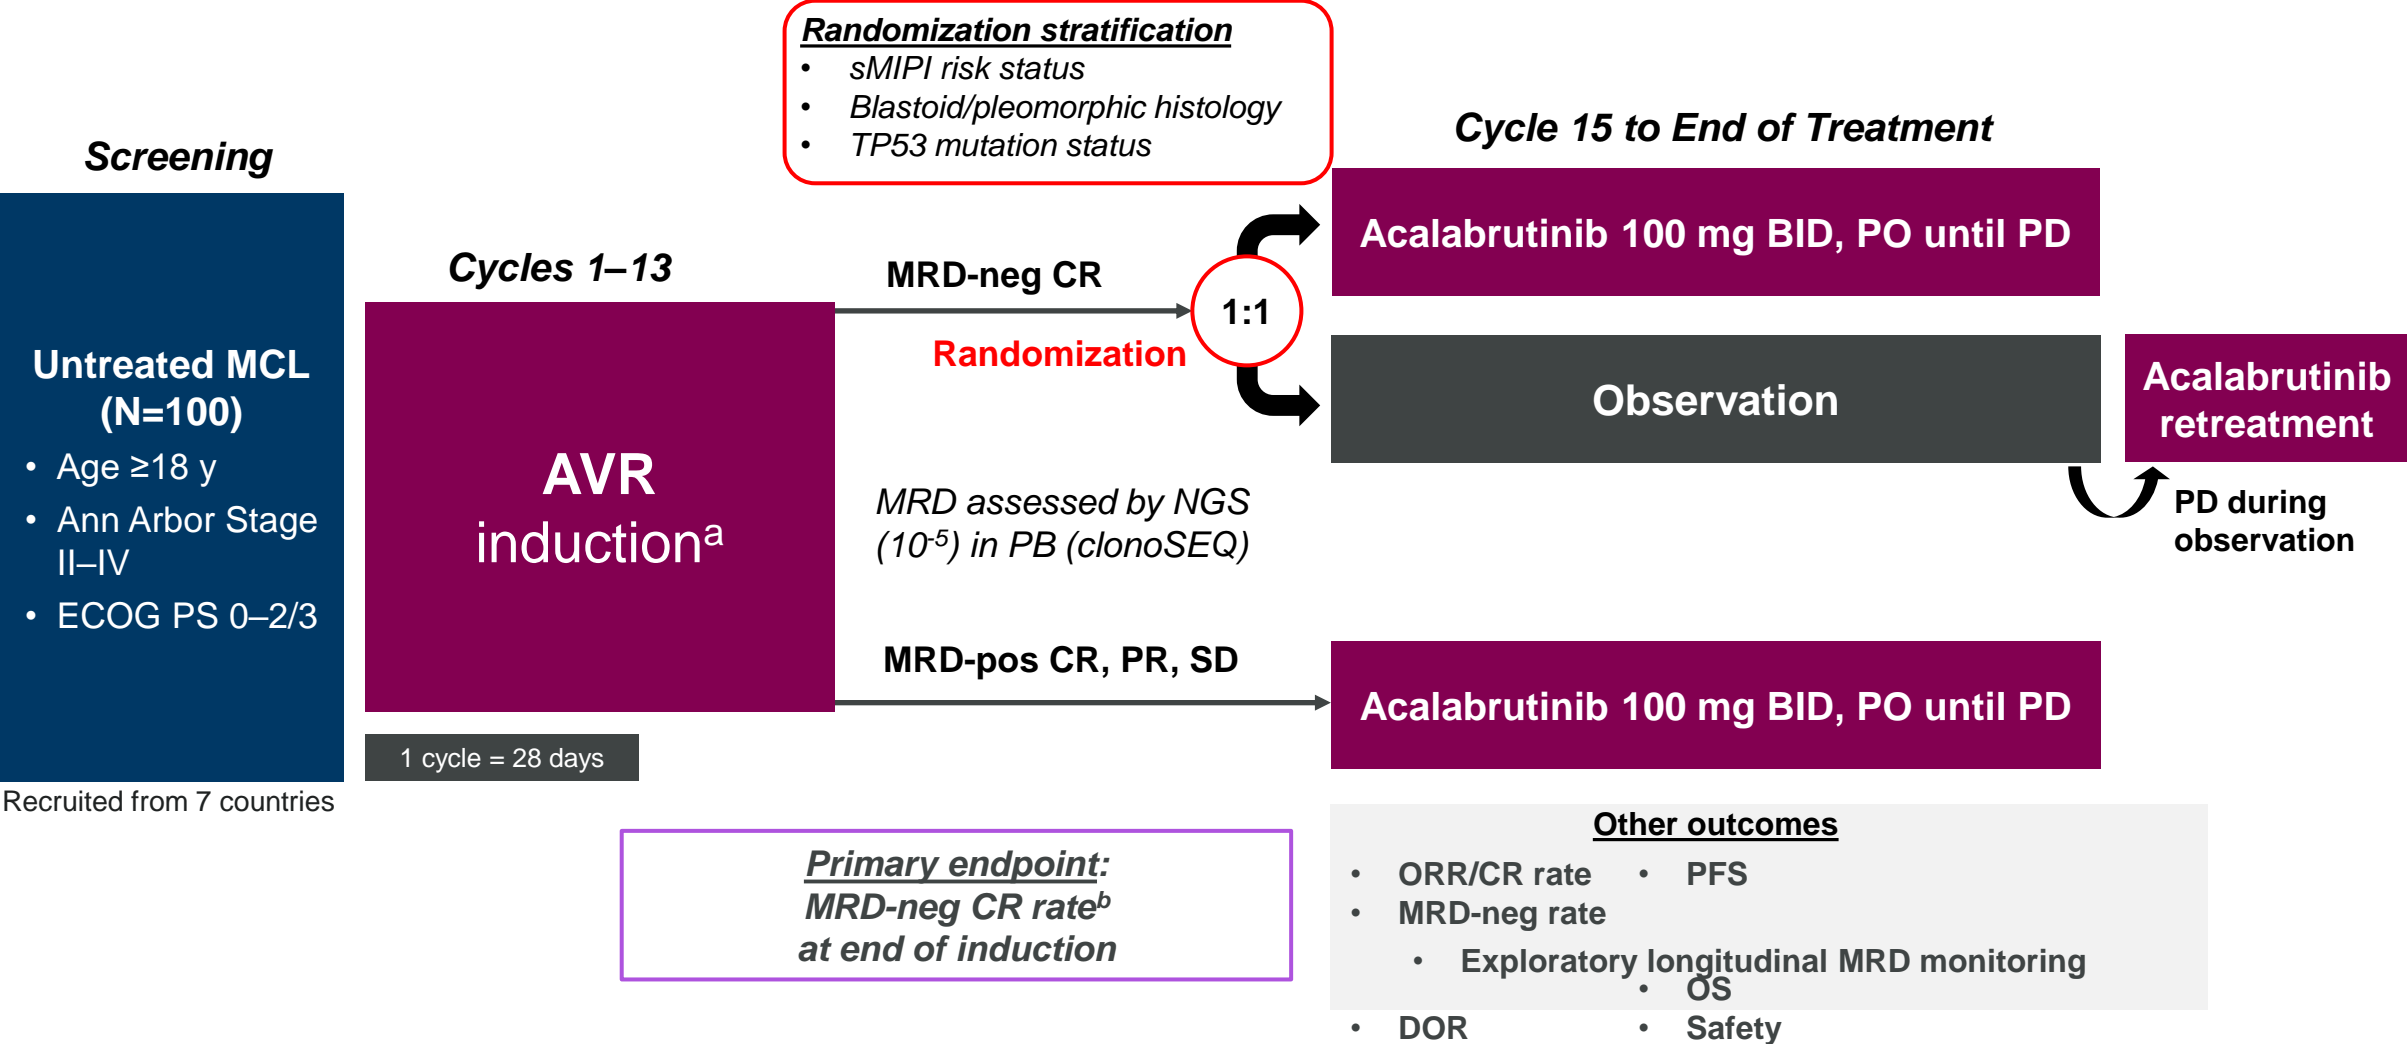 Randomization stratification
• sMIPI risk status
• Blastoid/pleomorphic histology
• TP53 mutation status
Screening
Untreated MCL
(N=100)
• Age ≥18 y
• Ann Arbor Stage
II–IV
• ECOG PS 0–2/3
Recruited from 7 countries
Cycles 1–13
AVR
inductionᵃ
1 cycle = 28 days
MRD-neg CR
Randomization
1:1
MRD assessed by NGS
(10⁻⁵) in PB (clonoSEQ)
MRD-pos CR, PR, SD
Cycle 15 to End of Treatment
Acalabrutinib 100 mg BID, PO until PD
Observation
Acalabrutinib
retreatment
PD during
observation
Acalabrutinib 100 mg BID, PO until PD
Primary endpoint:
MRD-neg CR rateᵇ
at end of induction
Other outcomes
• ORR/CR rate • PFS
• MRD-neg rate
• Exploratory longitudinal MRD monitoring
• OS
• DOR • Safety